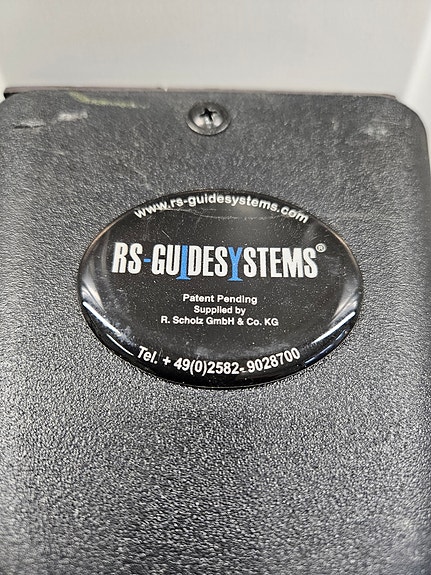 www.rs-guidesystems.com
RS-GUIDESYSTEMS®
Patent Pending
Supplied by
R. Scholz GmbH & Co. KG
Tel. + 49(0)2582-9028700